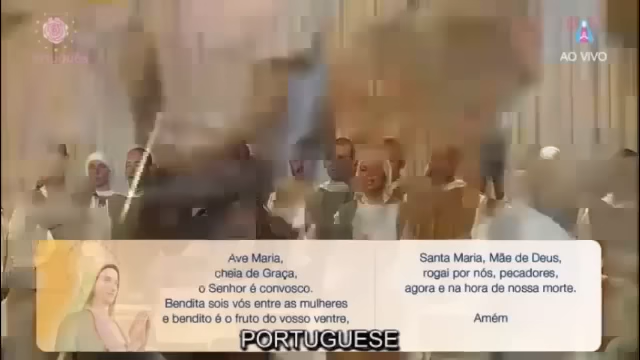 AO VIVO
Ave Maria,
cheia de Graça,
o Senhor é convosco.
Bendita sois vós entre as mulheres
e bendito é o fruto do vosso ventre,
Santa Maria, Mãe de Deus,
rogai por nós, pecadores,
agora e na hora de nossa morte.
Amém
PORTUGUESE